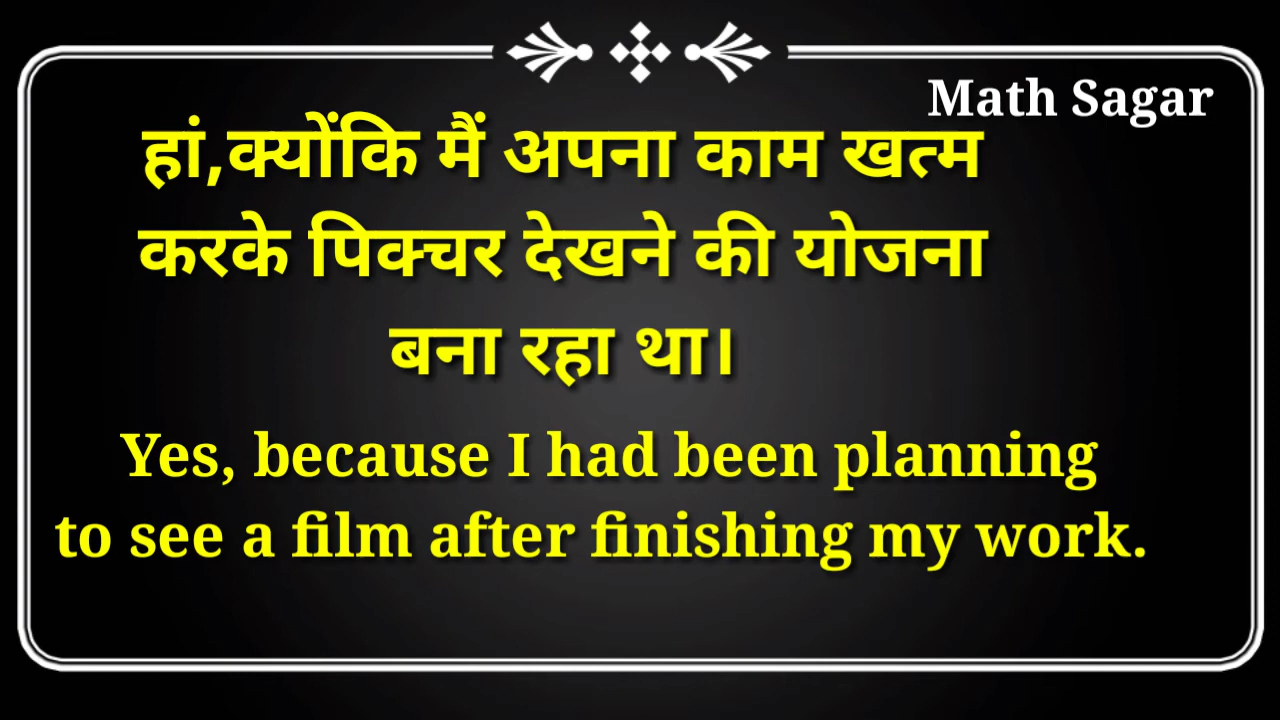 Math Sagar
हां,क्योंकि मैं अपना काम खत्म
करके पिक्चर देखने की योजना
बना रहा था।
Yes, because I had been planning
to see a film after finishing my work.